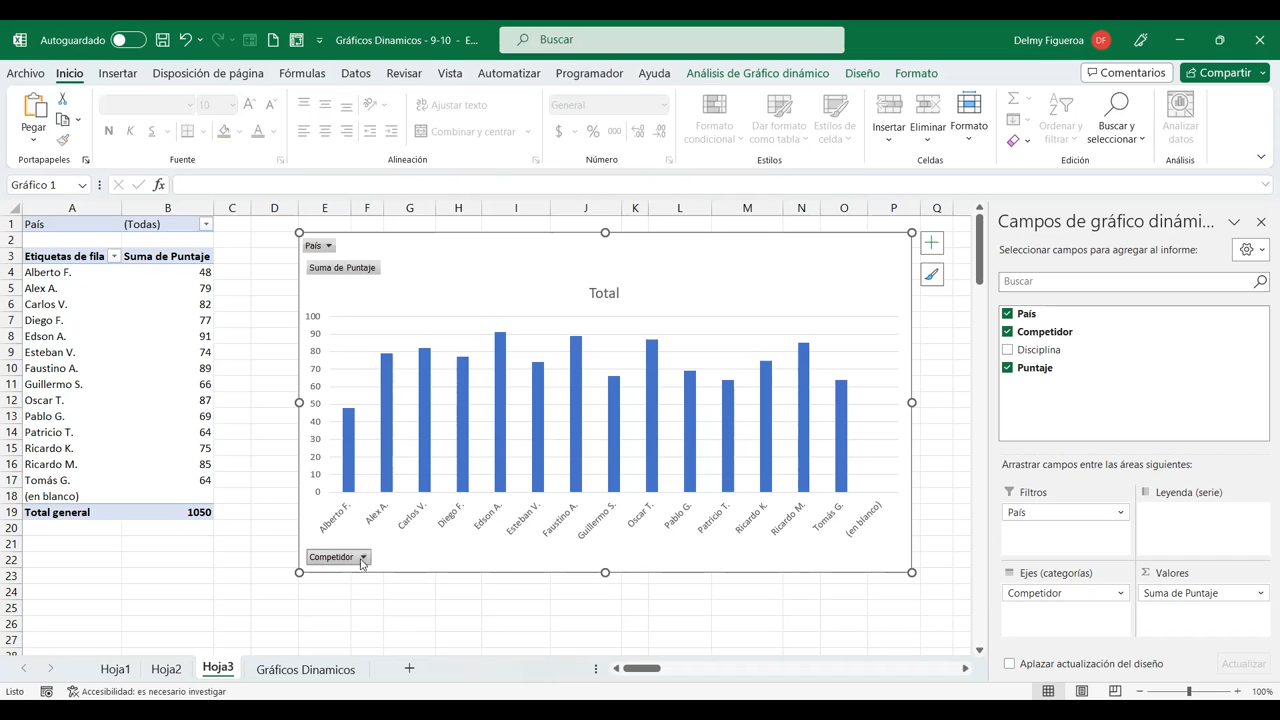 Autoguardado
Gráficos Dinamicos - 9-10 - E...
Buscar
Delmy Figueroa
DF
Archivo Inicio Insertar Disposición de página Fórmulas Datos Revisar Vista Automatizar Programador Ayuda Análisis de Gráfico dinámico Diseño Formato
Comentarios
Compartir
Pegar
10
Ajustar texto
Combinar y centrar
General
Formato condicional
Dar formato como tabla
Estilos de celda
Insertar
Eliminar
Formato
Ordenar y filtrar
Buscar y seleccionar
Analizar datos
Portapapeles Fuente Alineación Número Estilos Celdas Edición Análisis
Gráfico 1
fx
A B C D E F G H I J K L M N O P Q
1 País (Todas)
2
3 Etiquetas de fila Suma de Puntaje
4 Alberto F. 48
5 Alex A. 79
6 Carlos V. 82
7 Diego F. 77
8 Edson A. 91
9 Esteban V. 74
10 Faustino A. 89
11 Guillermo S. 66
12 Oscar T. 87
13 Pablo G. 69
14 Patricio T. 64
15 Ricardo K. 75
16 Ricardo M. 85
17 Tomás G. 64
18 (en blanco)
19 Total general 1050
20
21
22
23
24
25
26
27
28
País
Suma de Puntaje
Total
100
90
80
70
60
50
40
30
20
10
0
Alberto F. Alex A. Carlos V. Diego F. Edson A. Esteban V. Faustino A. Guillermo S. Oscar T. Pablo G. Patricio T. Ricardo K. Ricardo M. Tomás G. (en blanco)
Competidor
Campos de gráfico dinámi...
Seleccionar campos para agregar al informe:
Buscar
País
Competidor
Disciplina
Puntaje
Arrastrar campos entre las áreas siguientes:
Filtros
Leyenda (serie)
País
Ejes (categorías)
Valores
Competidor
Suma de Puntaje
Aplazar actualización del diseño
Actualizar
Hoja1 Hoja2 Hoja3 Gráficos Dinamicos
Listo
Accesibilidad: es necesario investigar
100%